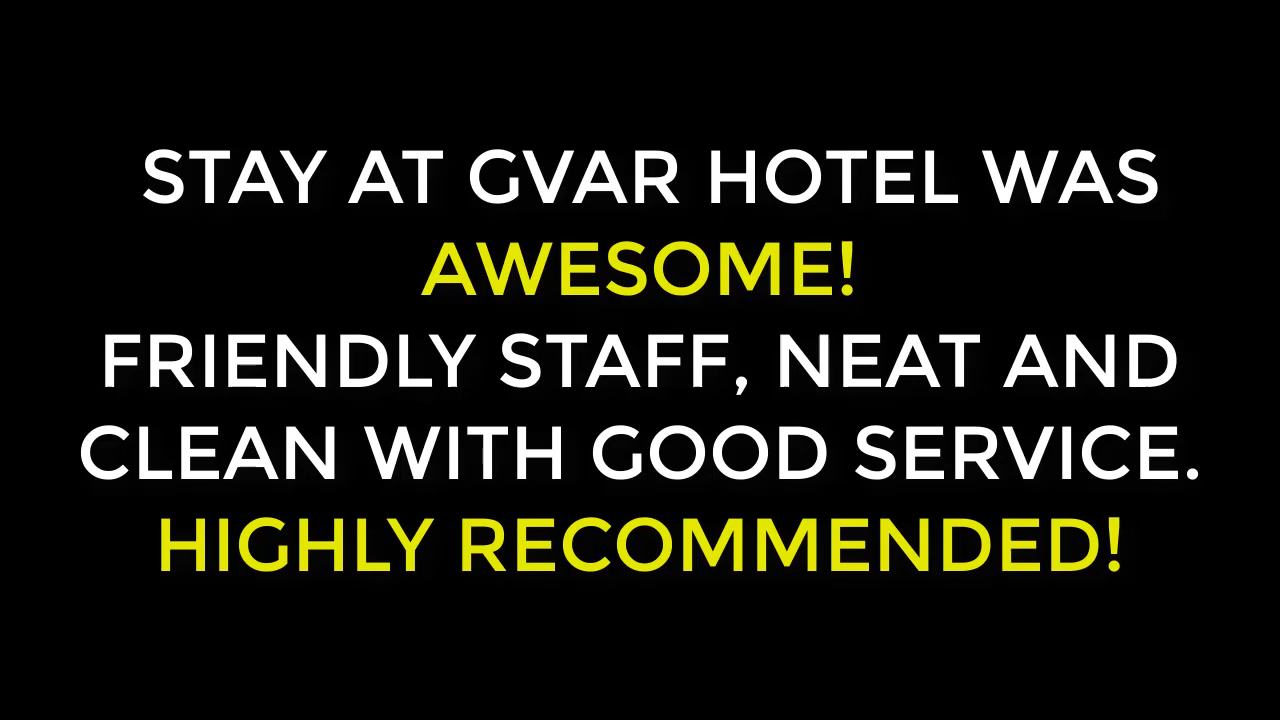 STAY AT GVAR HOTEL WAS
AWESOME!
FRIENDLY STAFF, NEAT AND
CLEAN WITH GOOD SERVICE.
HIGHLY RECOMMENDED!